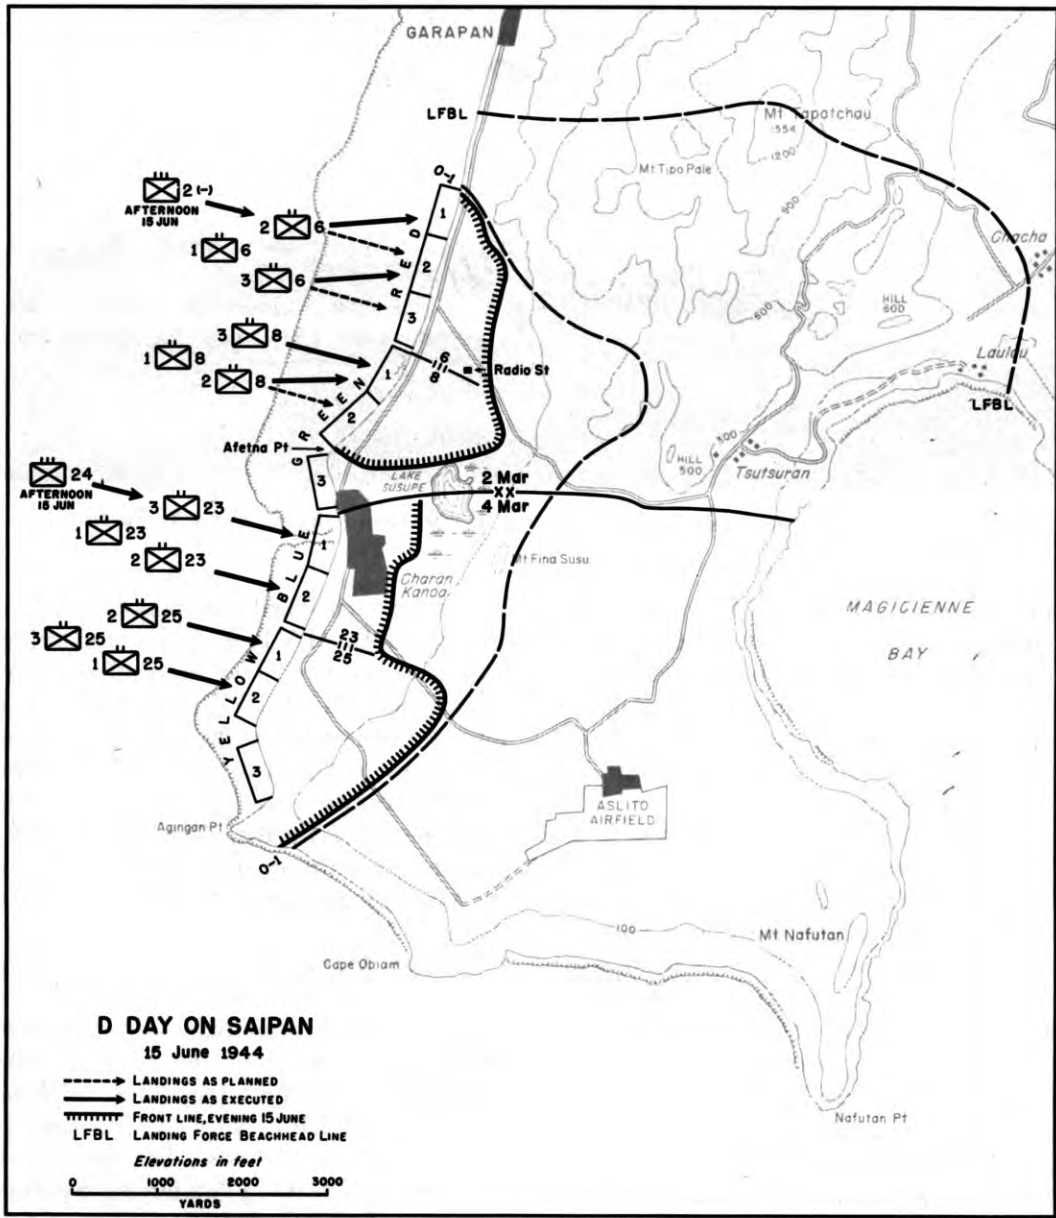 GARAPAN
LFBL
Mt Tapotchau
1554
1200
Mt Tipo Pale
900
O-1
2 (-)
AFTERNOON
15 JUN
2 6
1 6
3 6
RED
1
2
3
Chacha
HILL
600
500
3 8
1 8
2 8
6
8
Radio St
Laulau
LFBL
GREEN
1
2
3
Afetna Pt
LAKE
SUSUPE
HILL
500
300
Tsutsuran
24
AFTERNOON
15 JUN
3 23
1 23
2 23
2 Mar
XX
4 Mar
BLUE
1
2
Charan
Kanoa
Mt Fina Susu
MAGICIENNE
BAY
2 25
3 25
1 25
23
25
YELLOW
1
2
3
ASLITO
AIRFIELD
Agingan Pt
O-1
100
Mt Nafutan
Cape Obiam
Nafutan Pt
D DAY ON SAIPAN
15 June 1944
LANDINGS AS PLANNED
LANDINGS AS EXECUTED
FRONT LINE, EVENING 15 JUNE
LFBL LANDING FORCE BEACHHEAD LINE
Elevations in feet
0 1000 2000 3000
YARDS